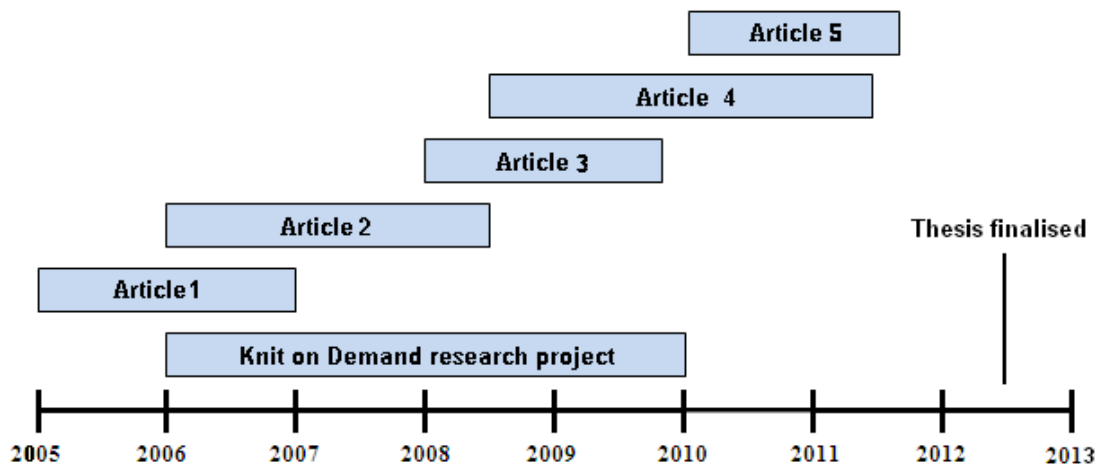 Article 5
Article 4
Article 3
Article 2
Thesis finalised
Article 1
Knit on Demand research project
2005 2006 2007 2008 2009 2010 2011 2012 2013